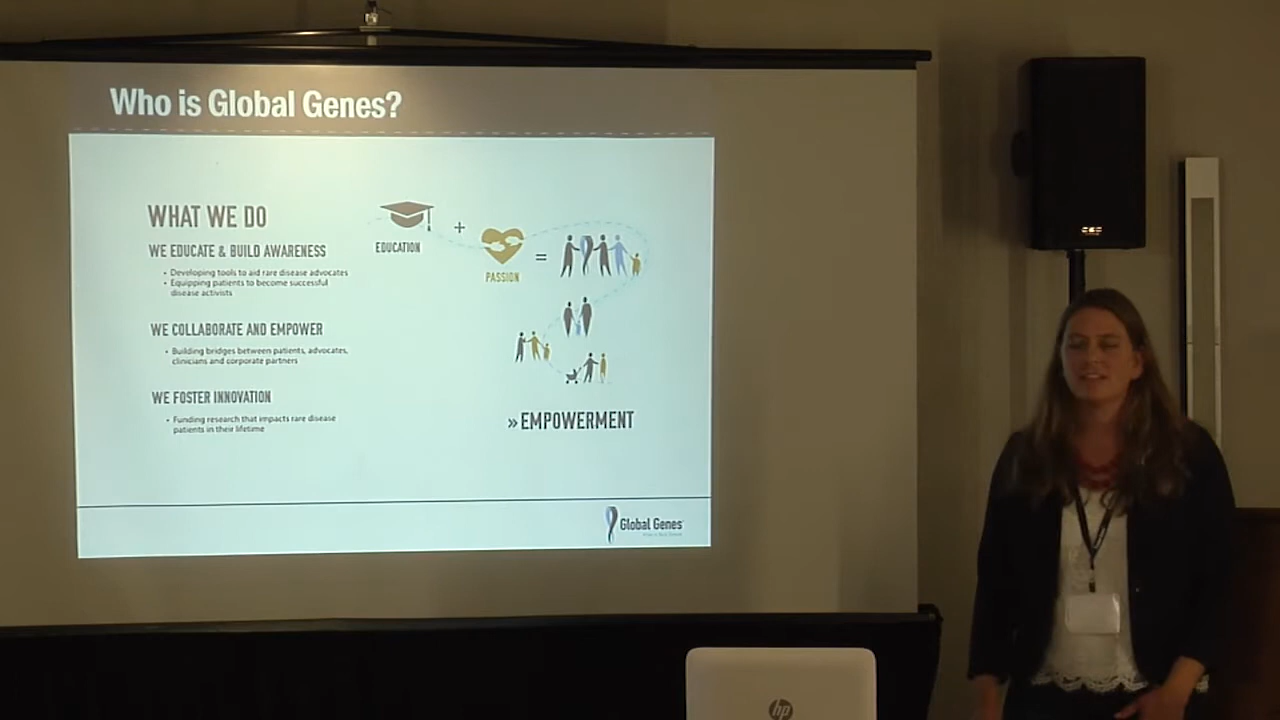 Who is Global Genes?
WHAT WE DO
WE EDUCATE & BUILD AWARENESS
• Developing tools to aid rare disease advocates
• Equipping patients to become successful
disease activists
WE COLLABORATE AND EMPOWER
• Building bridges between patients, advocates,
clinicians and corporate partners
WE FOSTER INNOVATION
• Funding research that impacts rare disease
patients in their lifetime
EDUCATION
+
PASSION
=
» EMPOWERMENT
Global Genes
hp